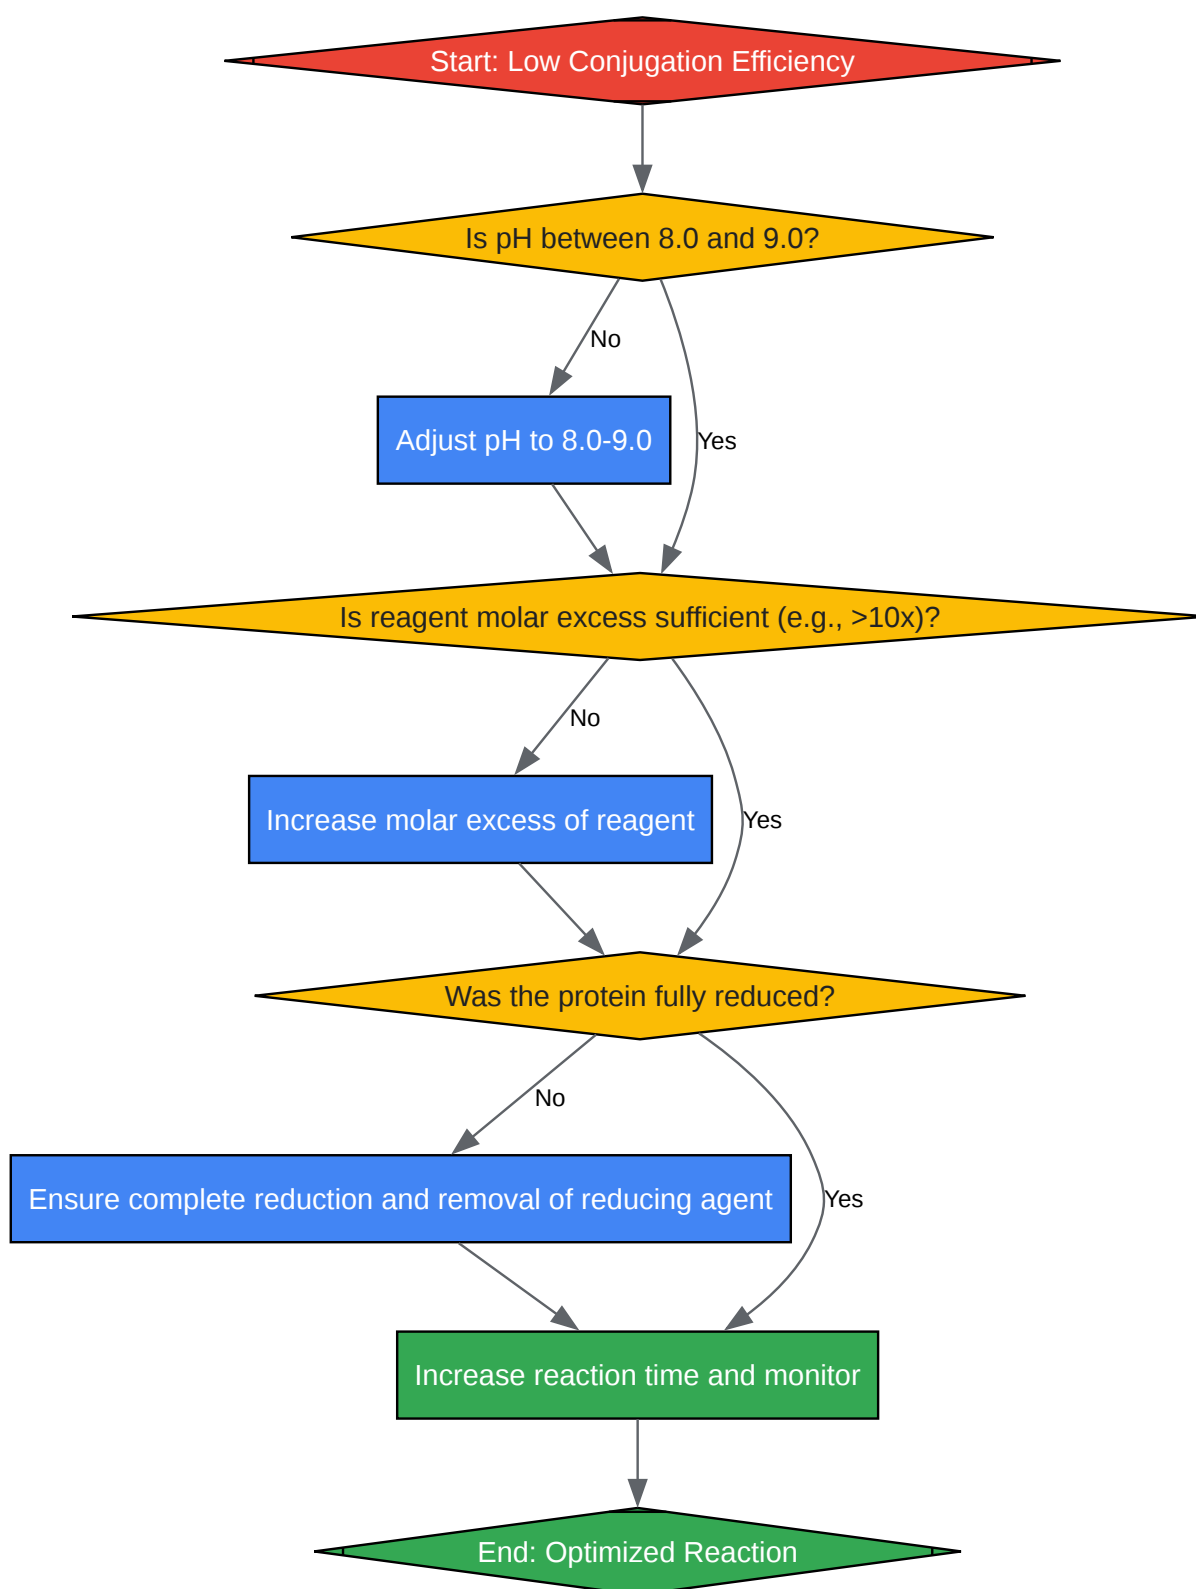 Start: Low Conjugation Efficiency
Is pH between 8.0 and 9.0?
No
Adjust pH to 8.0-9.0
Yes
Is reagent molar excess sufficient (e.g., >10x)?
No
Increase molar excess of reagent
Yes
Was the protein fully reduced?
No
Ensure complete reduction and removal of reducing agent
Yes
Increase reaction time and monitor
End: Optimized Reaction